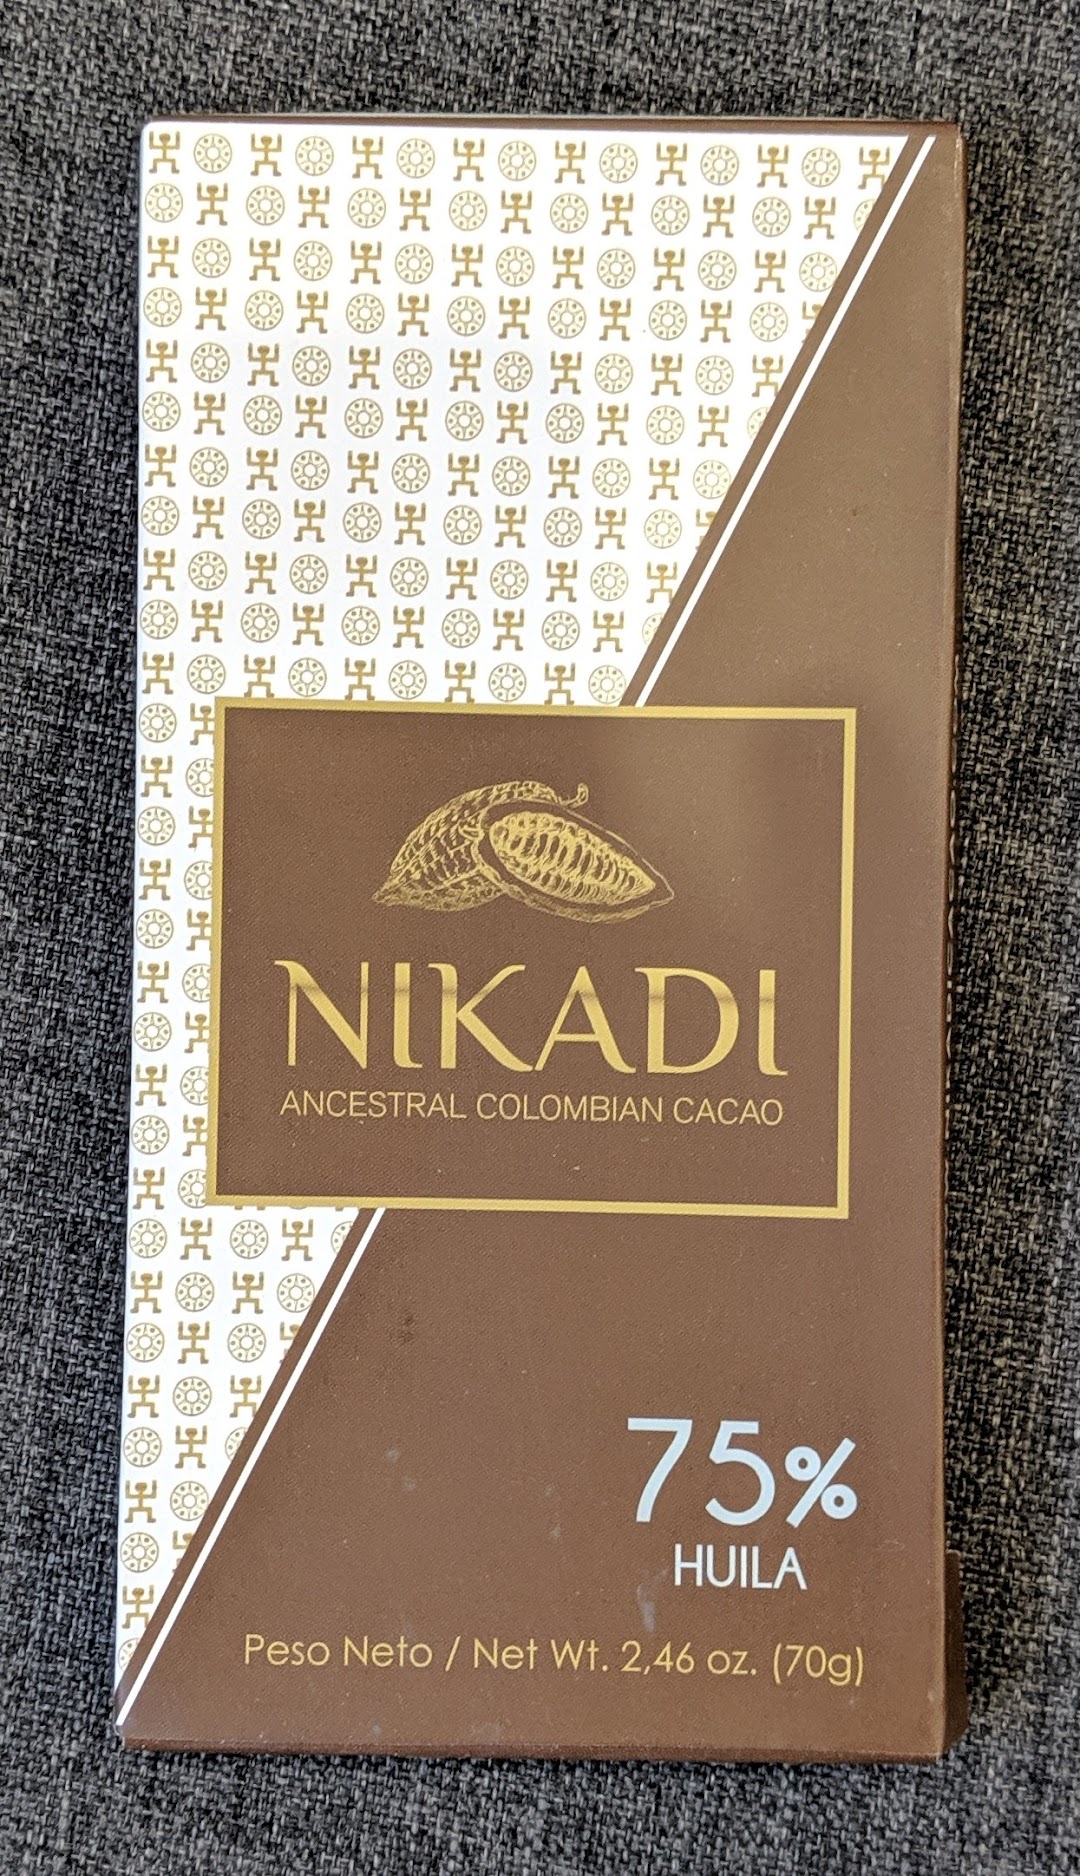 NIKADI
ANCESTRAL COLOMBIAN CACAO
75%
HUILA
Peso Neto / Net Wt. 2,46 oz. (70g)